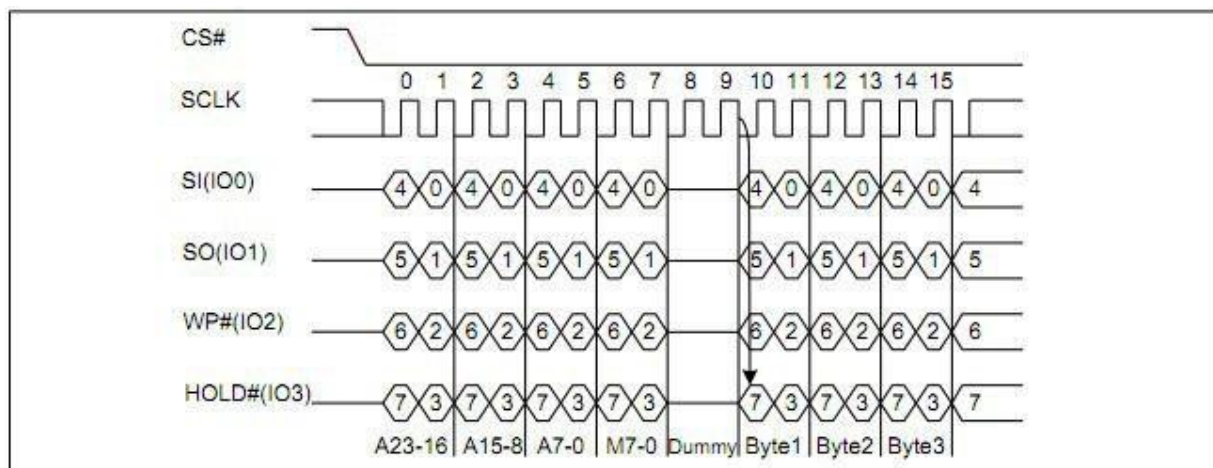 CS#
0 1 2 3 4 5 6 7 8 9 10 11 12 13 14 15
SCLK
SI(IO0) 4 0 4 0 4 0 4 0 4 0 4 0 4 0 4
SO(IO1) 5 1 5 1 5 1 5 1 5 1 5 1 5 1 5
WP#(IO2) 6 2 6 2 6 2 6 2 6 2 6 2 6 2 6
HOLD#(IO3) 7 3 7 3 7 3 7 3 7 3 7 3 7 3 7
A23-16 A15-8 A7-0 M7-0 Dummy Byte1 Byte2 Byte3